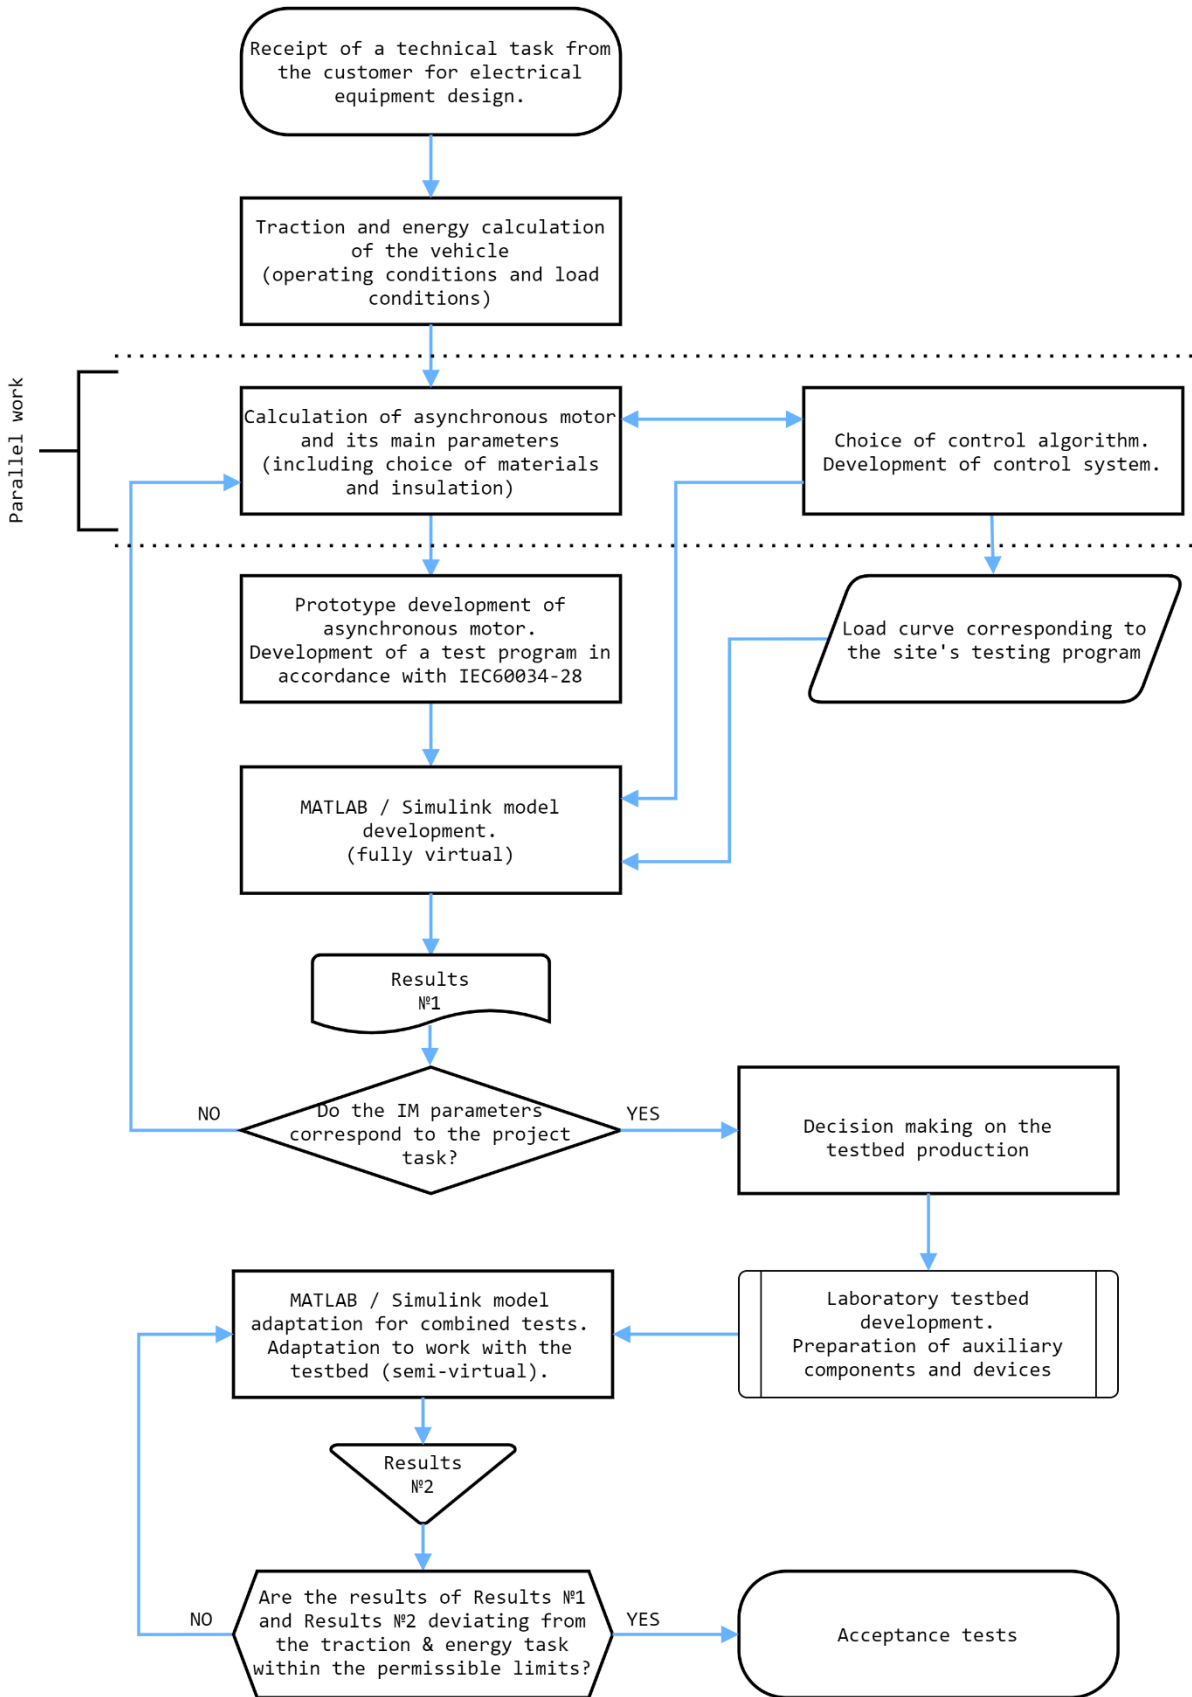 Receipt of a technical task from
the customer for electrical
equipment design.
Traction and energy calculation
of the vehicle
(operating conditions and load
conditions)
Parallel work
Calculation of asynchronous motor
and its main parameters
(including choice of materials
and insulation)
Choice of control algorithm.
Development of control system.
Prototype development of
asynchronous motor.
Development of a test program in
accordance with IEC60034-28
Load curve corresponding to
the site's testing program
MATLAB / Simulink model
development.
(fully virtual)
Results
№1
NO
Do the IM parameters
correspond to the project
task?
YES
Decision making on the
testbed production
MATLAB / Simulink model
adaptation for combined tests.
Adaptation to work with the
testbed (semi-virtual).
Laboratory testbed
development.
Preparation of auxiliary
components and devices
Results
№2
NO
Are the results of Results №1
and Results №2 deviating from
the traction & energy task
within the permissible limits?
YES
Acceptance tests